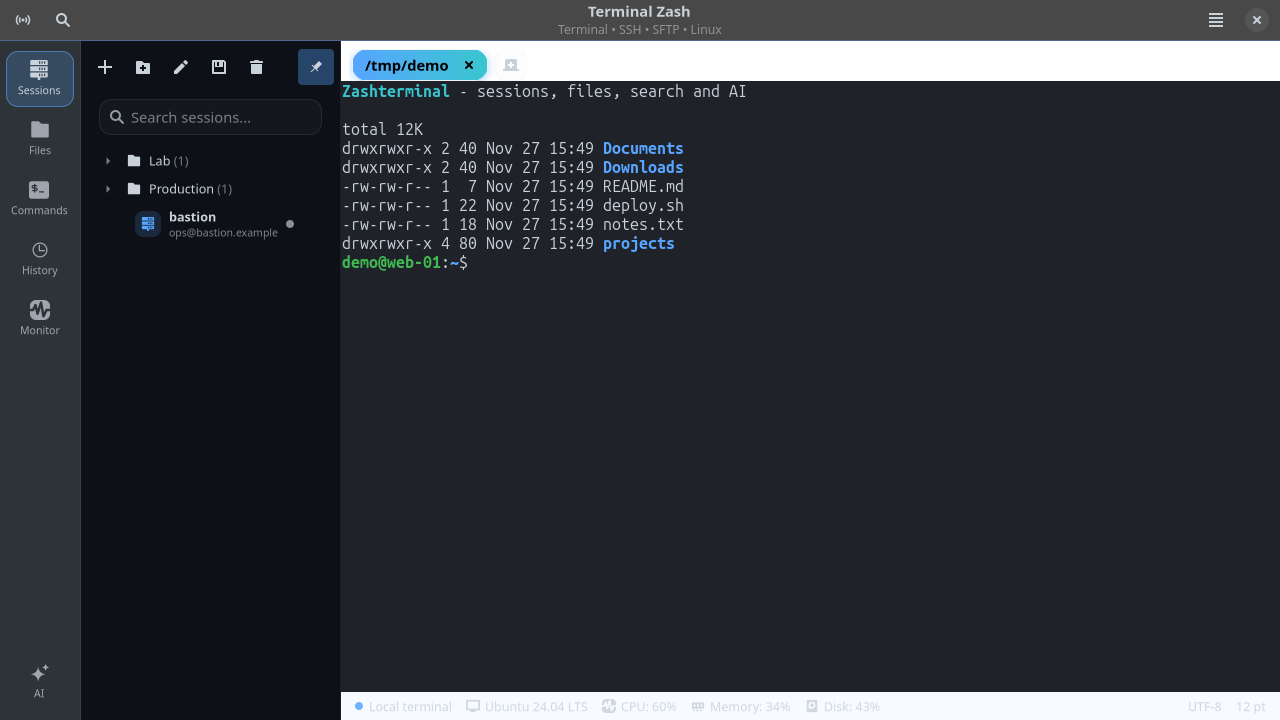 Terminal Zash
Terminal • SSH • SFTP • Linux
Sessions
Files
Commands
History
Monitor
AI
Search sessions...
Lab (1)
Production (1)
bastion
ops@bastion.example
/tmp/demo
Zashterminal - sessions, files, search and AI
total 12K
drwxrwxr-x 2 40 Nov 27 15:49 Documents
drwxrwxr-x 2 40 Nov 27 15:49 Downloads
-rw-rw-r-- 1  7 Nov 27 15:49 README.md
-rw-rw-r-- 1 22 Nov 27 15:49 deploy.sh
-rw-rw-r-- 1 18 Nov 27 15:49 notes.txt
drwxrwxr-x 4 80 Nov 27 15:49 projects
demo@web-01:~$
Local terminal Ubuntu 24.04 LTS CPU: 60% Memory: 34% Disk: 43% UTF-8 12 pt